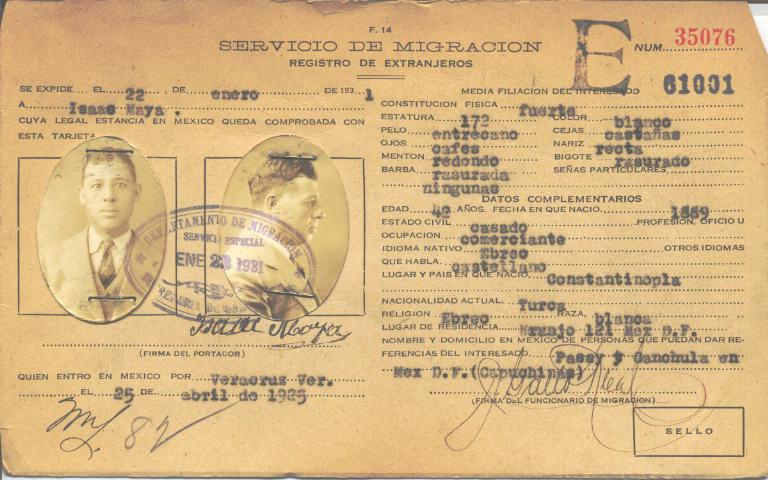 F. 14
SERVICIO DE MIGRACION
REGISTRO DE EXTRANJEROS
E
NUM. 35076
61001
SE EXPIDE EL 22 DE enero DE 193 1
A Isaac Maya.
CUYA LEGAL ESTANCIA EN MEXICO QUEDA COMPROBADA CON
ESTA TARJETA
DEPARTAMENTO DE MIGRACION
SERVICIO ESPECIAL
ENE 23 1931
Isaac Maya
(FIRMA DEL PORTADOR)
QUIEN ENTRO EN MEXICO POR Veracruz Ver.
EL 25 DE abril de 1925
82
MEDIA FILIACION DEL INTERESADO
CONSTITUCION FISICA fuerte
ESTATURA 172 COLOR blanco
PELO entrecano CEJAS castañas
OJOS cafes NARIZ recta
MENTON redondo BIGOTE rasurado
BARBA rasurada SEÑAS PARTICULARES
ningunas
DATOS COMPLEMENTARIOS
EDAD 42 AÑOS. FECHA EN QUE NACIO 1889
ESTADO CIVIL casado PROFESION, OFICIO U
OCUPACION comerciante
IDIOMA NATIVO Ebreo OTROS IDIOMAS
QUE HABLA castellano
LUGAR Y PAIS EN QUE NACIO Constantinopla
NACIONALIDAD ACTUAL Turca
RELIGION Ebreo RAZA, blanca
LUGAR DE RESIDENCIA 121 Mex D.F.
NOMBRE Y DOMICILIO EN MEXICO DE PERSONAS QUE PUEDAN DAR RE-
FERENCIAS DEL INTERESADO Passy y Canchula en
Mex D.F.(Capuchinas)
(FIRMA DEL FUNCIONARIO DE MIGRACION)
SELLO